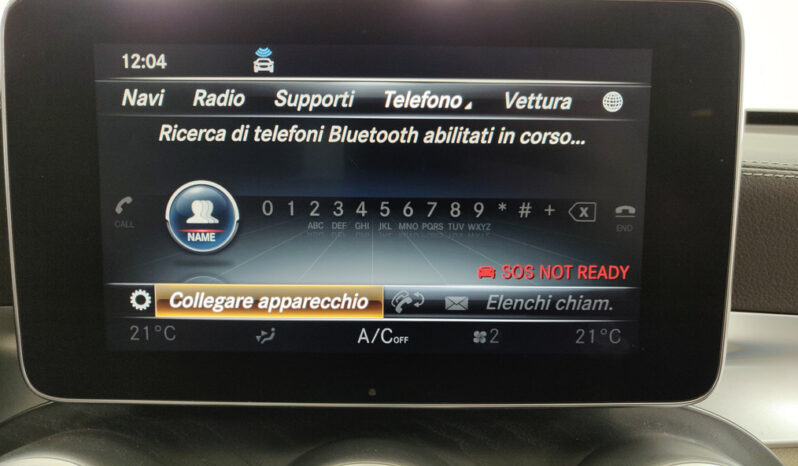 12:04
Navi Radio Supporti Telefono Vettura
Ricerca di telefoni Bluetooth abilitati in corso...
0 1 2 3 4 5 6 7 8 9 * # +
CALL ABC DEF GHI JKL MNO PQRS TUV WXYZ END
NAME
SOS NOT READY
Collegare apparecchio Elenchi chiam.
21°C A/C OFF 2 21°C